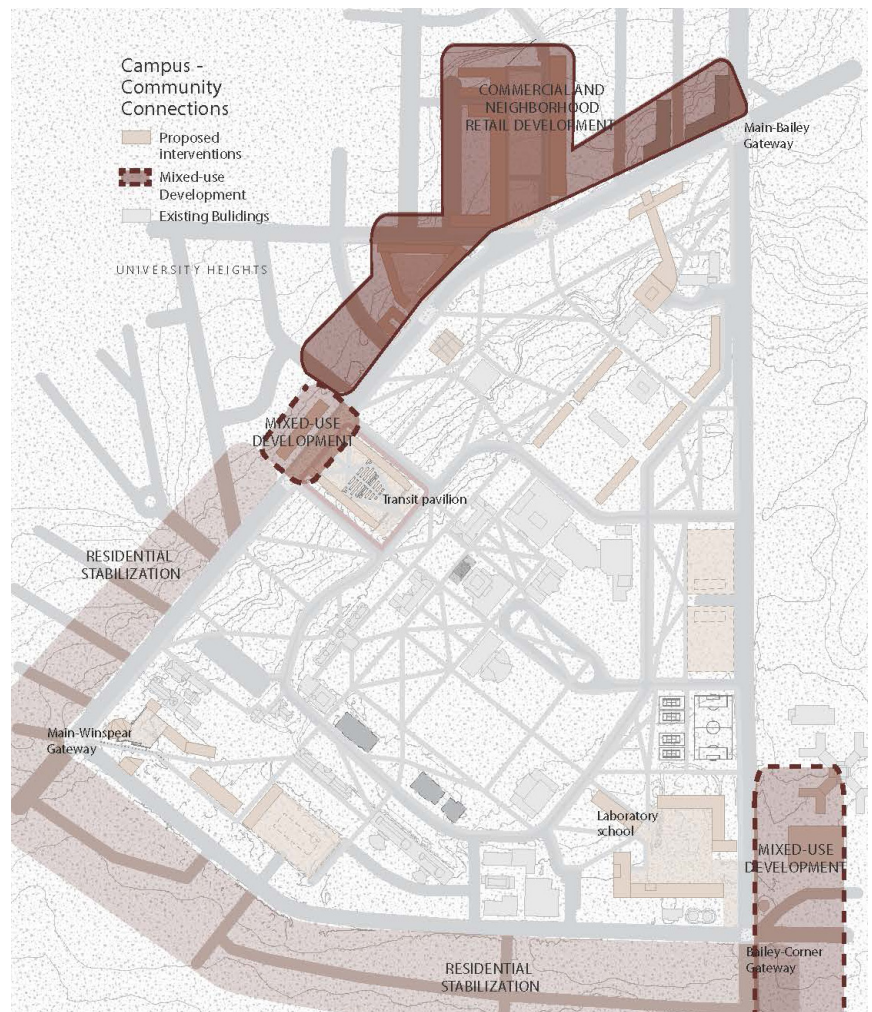 Campus -
Community
Connections
Proposed
interventions
Mixed-use
Development
Existing Bulidings
UNIVERSITY HEIGHTS
COMMERCIAL AND
NEIGHBORHOOD
RETAIL DEVELOPMENT
Main-Bailey
Gateway
MIXED-USE
DEVELOPMENT
Transit pavilion
RESIDENTIAL
STABILIZATION
Main-Winspear
Gateway
Laboratory
school
MIXED-USE
DEVELOPMENT
Bailey-Corner
Gateway
RESIDENTIAL
STABILIZATION